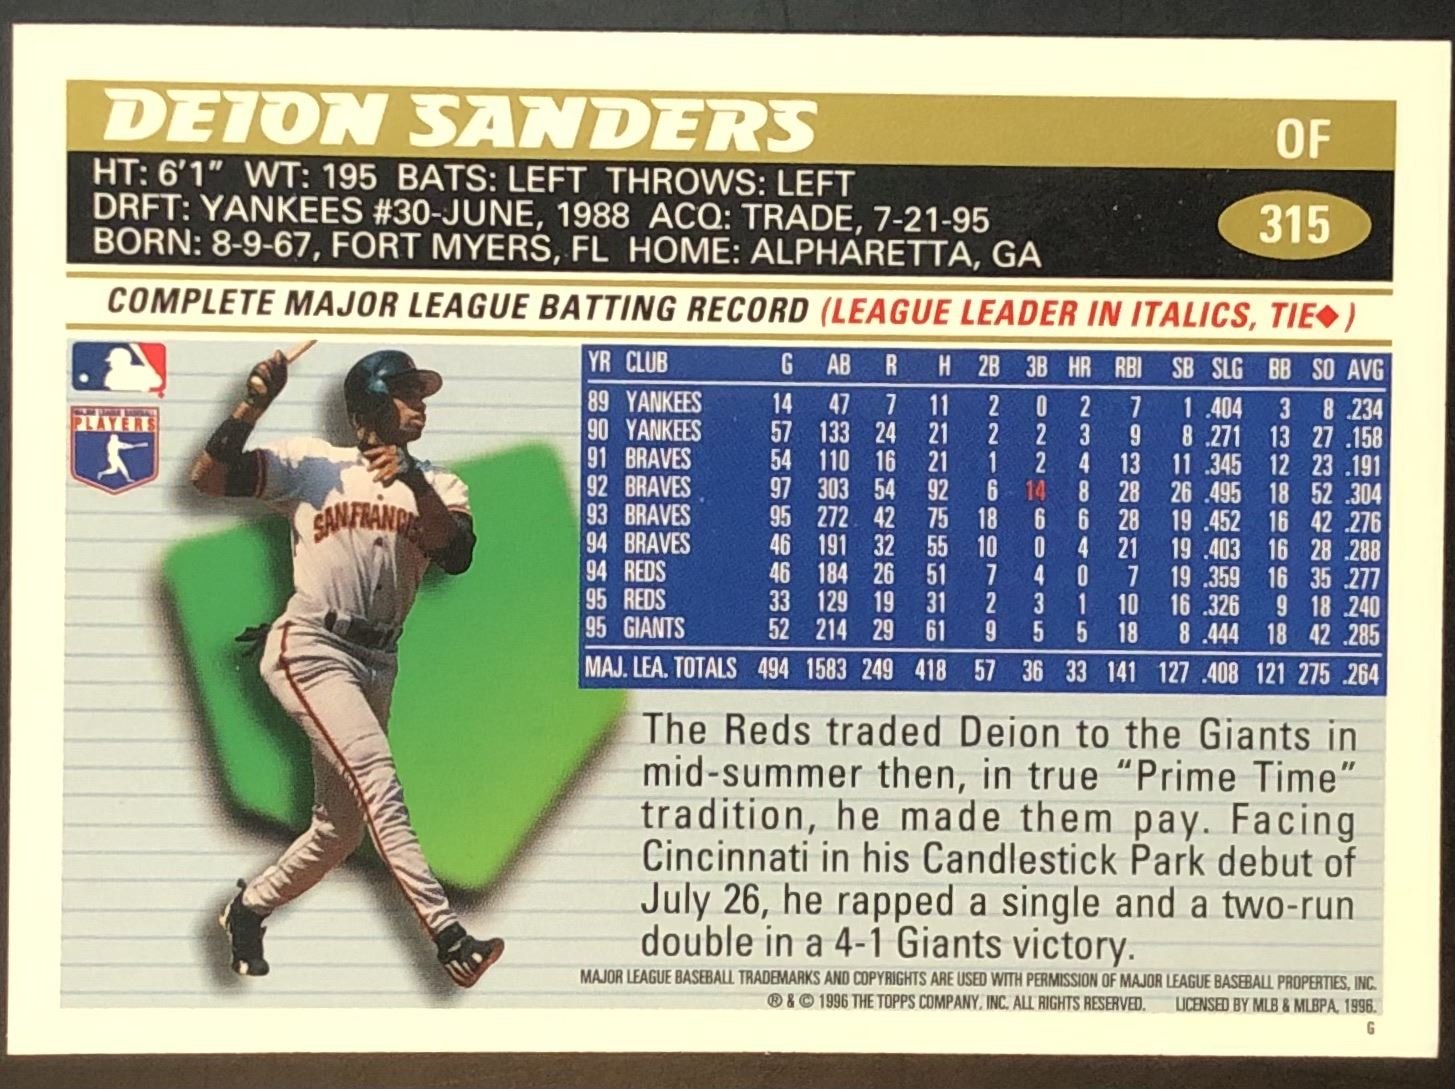 DEION SANDERS OF
HT: 6'1" WT: 195 BATS: LEFT THROWS: LEFT
DRFT: YANKEES #30-JUNE, 1988 ACQ: TRADE, 7-21-95
315
BORN: 8-9-67, FORT MYERS, FL HOME: ALPHARETTA, GA
COMPLETE MAJOR LEAGUE BATTING RECORD (LEAGUE LEADER IN ITALICS, TIE◆)
MAJOR LEAGUE BASEBALL
PLAYERS
SAN FRANCIS
YR CLUB G AB R H 2B 3B HR RBI SB SLG BB SO AVG
89 YANKEES 14 47 7 11 2 0 2 7 1 .404 3 8 .234
90 YANKEES 57 133 24 21 2 2 3 9 8 .271 13 27 .158
91 BRAVES 54 110 16 21 1 2 4 13 11 .345 12 23 .191
92 BRAVES 97 303 54 92 6 14 8 28 26 .495 18 52 .304
93 BRAVES 95 272 42 75 18 6 6 28 19 .452 16 42 .276
94 BRAVES 46 191 32 55 10 0 4 21 19 .403 16 28 .288
94 REDS 46 184 26 51 7 4 0 7 19 .359 16 35 .277
95 REDS 33 129 19 31 2 3 1 10 16 .326 9 18 .240
95 GIANTS 52 214 29 61 9 5 5 18 8 .444 18 42 .285
MAJ. LEA. TOTALS 494 1583 249 418 57 36 33 141 127 .408 121 275 .264
The Reds traded Deion to the Giants in
mid-summer then, in true "Prime Time"
tradition, he made them pay. Facing
Cincinnati in his Candlestick Park debut of
July 26, he rapped a single and a two-run
double in a 4-1 Giants victory.
MAJOR LEAGUE BASEBALL TRADEMARKS AND COPYRIGHTS ARE USED WITH PERMISSION OF MAJOR LEAGUE BASEBALL PROPERTIES, INC.
® & © 1996 THE TOPPS COMPANY, INC. ALL RIGHTS RESERVED. LICENSED BY MLB & MLBPA, 1996.
G